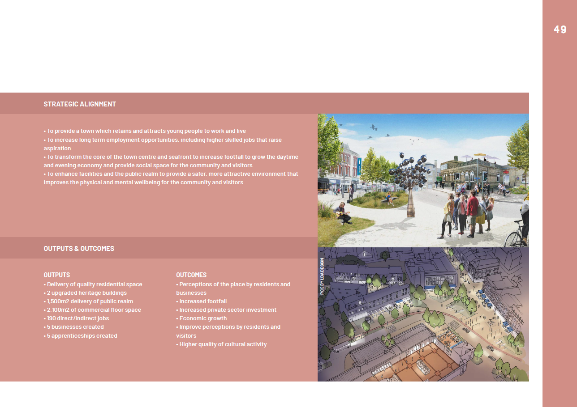 49
STRATEGIC ALIGNMENT
• To provide a town which retains and attracts young people to work and live
• To increase long term employment opportunities, including higher skilled jobs that raise
aspiration
• To transform the core of the town centre and seafront to increase footfall to grow the daytime
and evening economy and provide social space for the community and visitors
• To enhance facilities and the public realm to provide a safer, more attractive environment that
improves the physical and mental wellbeing for the community and visitors
OUTPUTS & OUTCOMES
OUTPUTS
• Delivery of quality residential space
• 2 upgraded heritage buildings
• 1,500m2 delivery of public realm
• 2,100m2 of commercial floor space
• 190 direct/indirect jobs
• 5 businesses created
• 5 apprenticeships created
OUTCOMES
• Perceptions of the place by residents and
businesses
• Increased footfall
• Increased private sector investment
• Economic growth
• Improve perceptions by residents and
visitors
• Higher quality of cultural activity